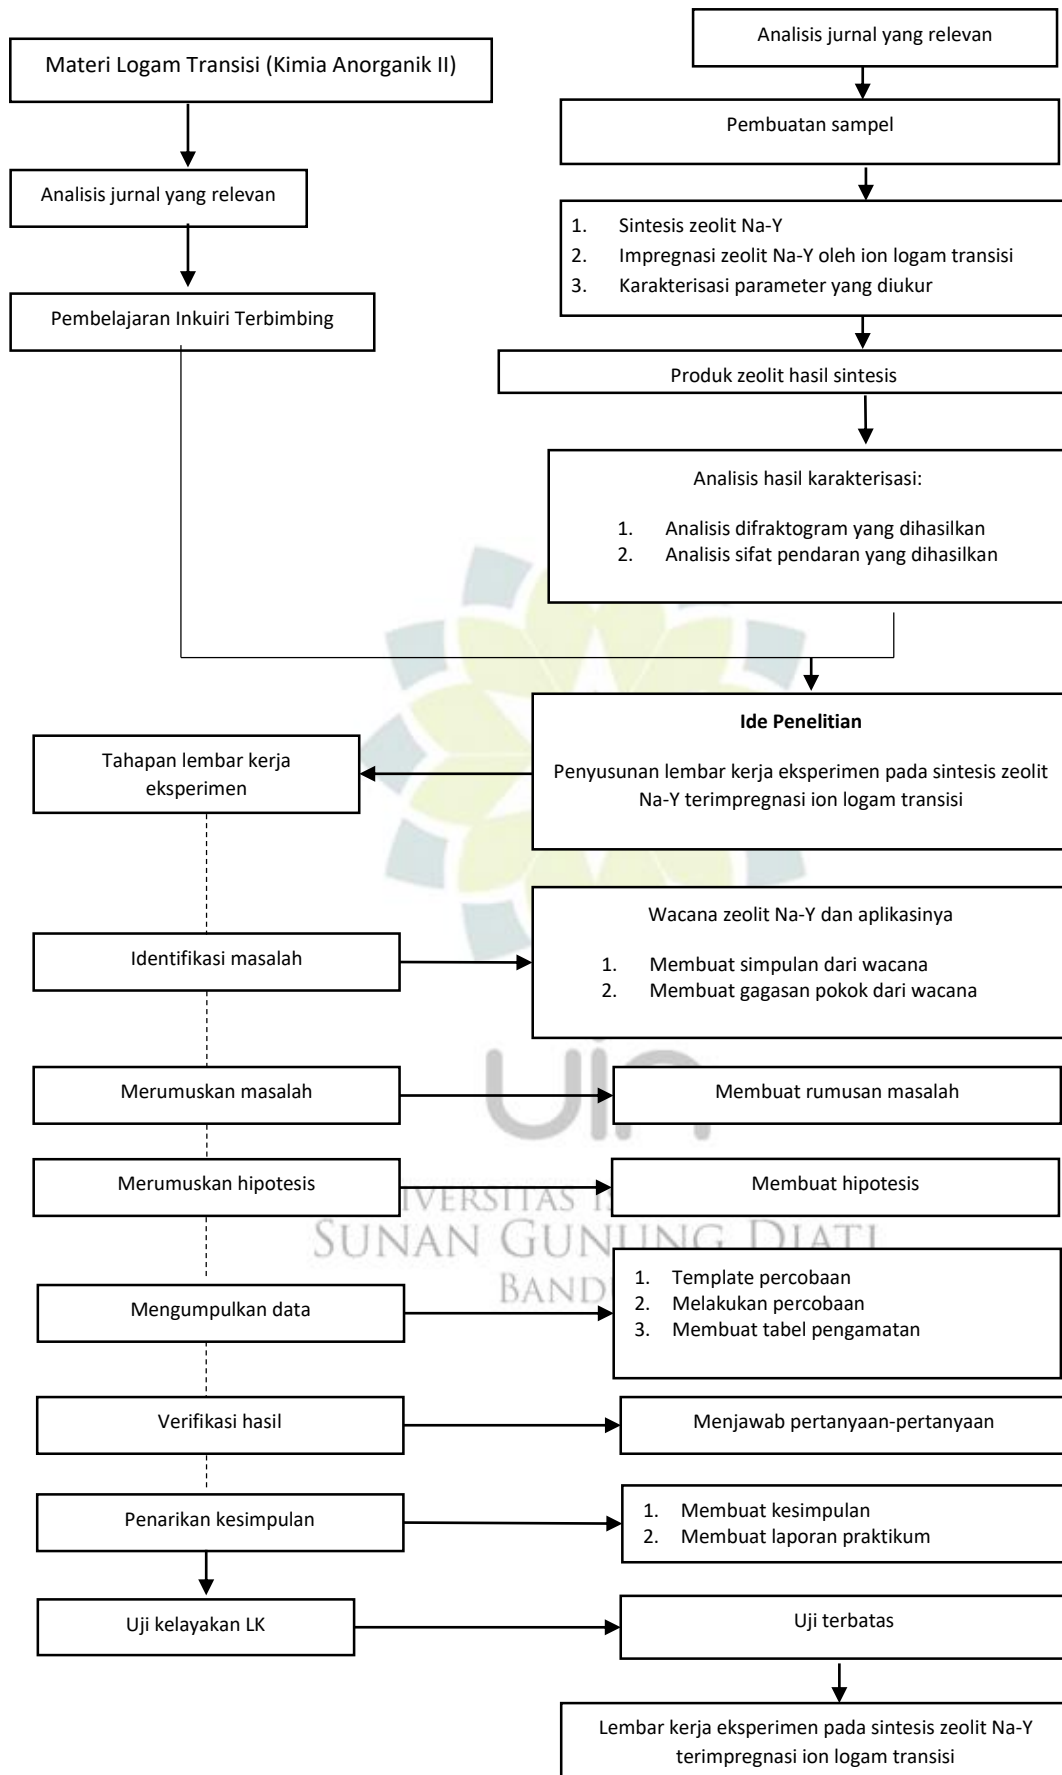 Analisis jurnal yang relevan
Materi Logam Transisi (Kimia Anorganik II)
Pembuatan sampel
Analisis jurnal yang relevan
1. Sintesis zeolit Na-Y
2. Impregnasi zeolit Na-Y oleh ion logam transisi
3. Karakterisasi parameter yang diukur
Pembelajaran Inkuiri Terbimbing
Produk zeolit hasil sintesis
Analisis hasil karakterisasi:
1. Analisis difraktogram yang dihasilkan
2. Analisis sifat pendaran yang dihasilkan
Ide Penelitian
Penyusunan lembar kerja eksperimen pada sintesis zeolit
Na-Y terimpregnasi ion logam transisi
Tahapan lembar kerja
eksperimen
Wacana zeolit Na-Y dan aplikasinya
1. Membuat simpulan dari wacana
2. Membuat gagasan pokok dari wacana
Identifikasi masalah
uin
Merumuskan masalah
Membuat rumusan masalah
Merumuskan hipotesis
Membuat hipotesis
SUNAN GUNUNG DJATI
1. Template percobaan
2. Melakukan percobaan
3. Membuat tabel pengamatan
Mengumpulkan data
Verifikasi hasil
Menjawab pertanyaan-pertanyaan
Penarikan kesimpulan
1. Membuat kesimpulan
2. Membuat laporan praktikum
Uji kelayakan LK
Uji terbatas
Lembar kerja eksperimen pada sintesis zeolit Na-Y
terimpregnasi ion logam transisi